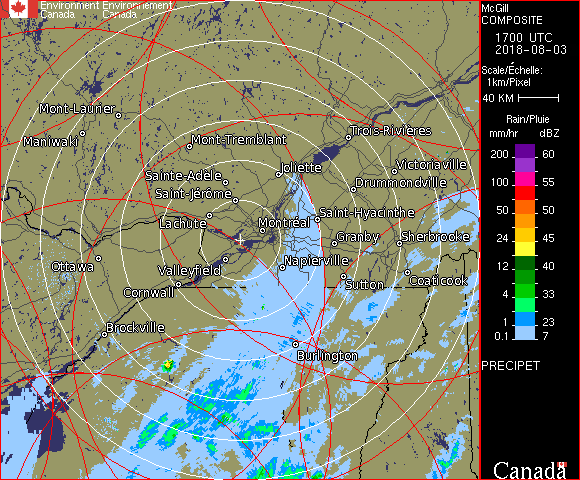 Environment Environnement
Canada Canada
McGill
COMPOSITE
1700 UTC
2018-08-03
Scale/Échelle:
1km/Pixel
40 KM
Rain/Pluie
mm/hr dBZ
200 60
100 55
50 50
24 45
12 40
4 33
1 23
0.1 7
PRECIPET
Canada
Mont-Laurier
Maniwaki
Mont-Tremblant
Trois-Rivières
Joliette
Victoriaville
Sainte-Adèle
Drummondville
Saint-Jérôme
Saint-Hyacinthe
Lachute
Montréal
Granby
Sherbrooke
Ottawa
Valleyfield
Napierville
Coaticook
Sutton
Cornwall
Brockville
Burlington